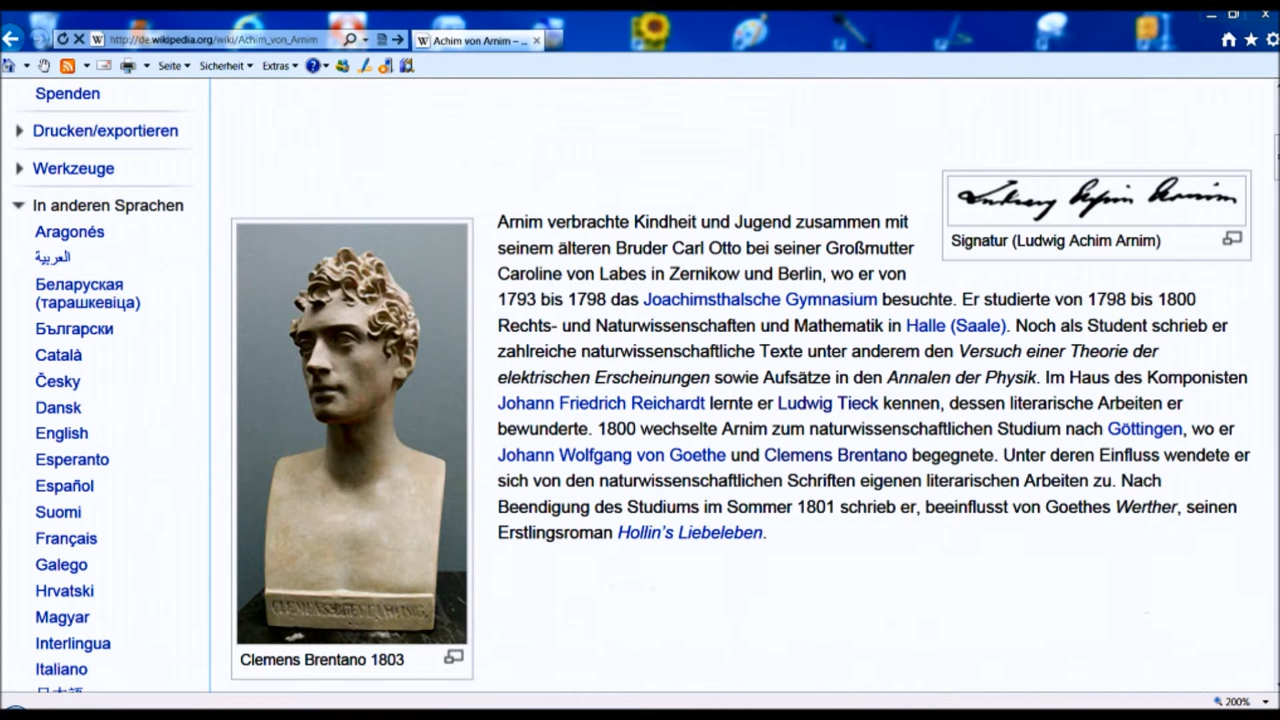 http://de.wikipedia.org/wiki/Achim_von_Arnim
W Achim von Arnim – ...
Seite Sicherheit Extras
Spenden
Drucken/exportieren
Werkzeuge
In anderen Sprachen
Aragonés
العربية
Беларуская
(тарашкевіца)
Български
Català
Česky
Dansk
English
Esperanto
Español
Suomi
Français
Galego
Hrvatski
Magyar
Interlingua
Italiano
Clemens Brentano 1803
Ludwig Achim Arnim
Signatur (Ludwig Achim Arnim)
Arnim verbrachte Kindheit und Jugend zusammen mit
seinem älteren Bruder Carl Otto bei seiner Großmutter
Caroline von Labes in Zernikow und Berlin, wo er von
1793 bis 1798 das Joachimsthalsche Gymnasium besuchte. Er studierte von 1798 bis 1800
Rechts- und Naturwissenschaften und Mathematik in Halle (Saale). Noch als Student schrieb er
zahlreiche naturwissenschaftliche Texte unter anderem den Versuch einer Theorie der
elektrischen Erscheinungen sowie Aufsätze in den Annalen der Physik. Im Haus des Komponisten
Johann Friedrich Reichardt lernte er Ludwig Tieck kennen, dessen literarische Arbeiten er
bewunderte. 1800 wechselte Arnim zum naturwissenschaftlichen Studium nach Göttingen, wo er
Johann Wolfgang von Goethe und Clemens Brentano begegnete. Unter deren Einfluss wendete er
sich von den naturwissenschaftlichen Schriften eigenen literarischen Arbeiten zu. Nach
Beendigung des Studiums im Sommer 1801 schrieb er, beeinflusst von Goethes Werther, seinen
Erstlingsroman Hollin's Liebeleben.
200%